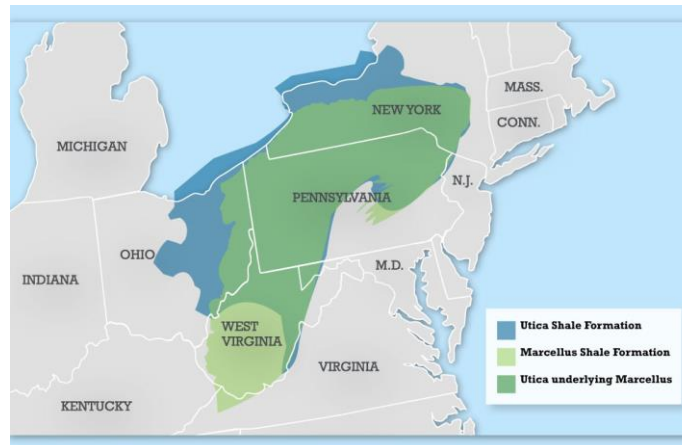 MASS.
NEW YORK
CONN.
MICHIGAN
PENNSYLVANIA
N.J.
OHIO
M.D.
INDIANA
WEST
VIRGINIA
VIRGINIA
KENTUCKY
Utica Shale Formation
Marcellus Shale Formation
Utica underlying Marcellus